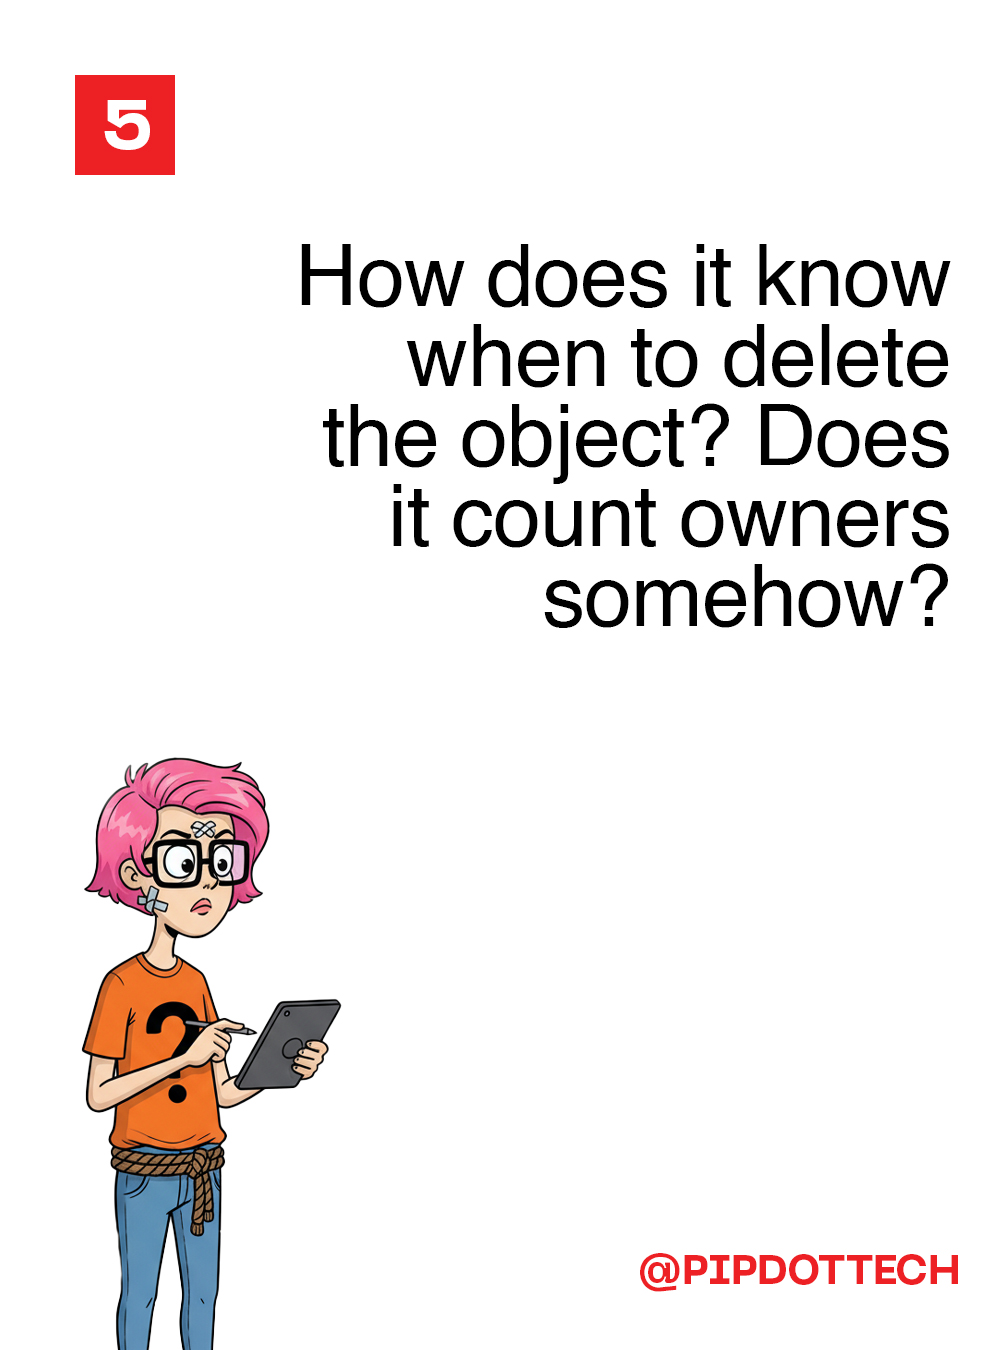 5
How does it know
when to delete
the object? Does
it count owners
somehow?
?
@PIPDOTTECH